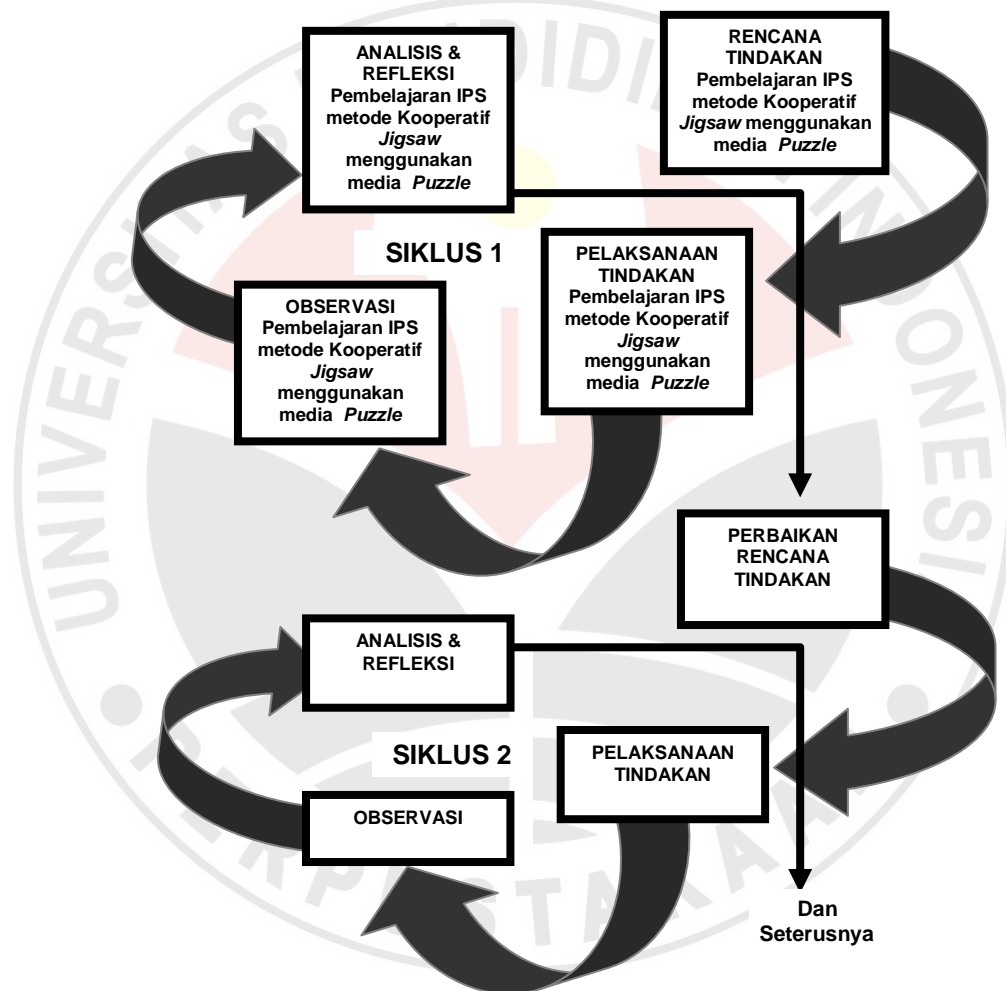 ANALISIS &
REFLEKSI
Pembelajaran IPS
metode Kooperatif
Jigsaw
menggunakan
media Puzzle
RENCANA
TINDAKAN
Pembelajaran IPS
metode Kooperatif
Jigsaw menggunakan
media Puzzle
SIKLUS 1
PELAKSANAAN
TINDAKAN
Pembelajaran IPS
metode Kooperatif
Jigsaw
menggunakan
media Puzzle
OBSERVASI
Pembelajaran IPS
metode Kooperatif
Jigsaw
menggunakan
media Puzzle
PERBAIKAN
RENCANA
TINDAKAN
ANALISIS &
REFLEKSI
SIKLUS 2
PELAKSANAAN
TINDAKAN
OBSERVASI
Dan
Seterusnya